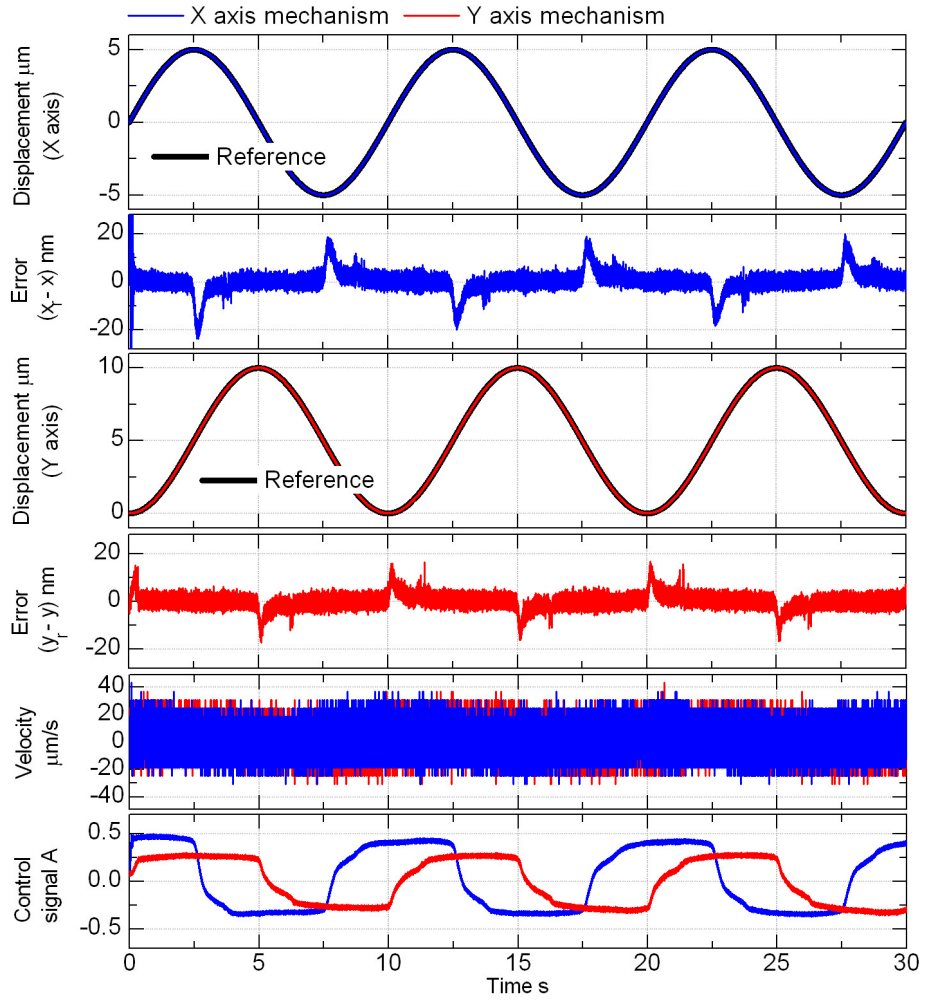 X axis mechanism Y axis mechanism
Displacement μm
(X axis)
5
0
-5
Reference
Error
(xr - x) nm
20
0
-20
Displacement μm
(Y axis)
10
5
0
Reference
Error
(yr - y) nm
20
0
-20
Velocity
μm/s
40
20
0
-20
-40
Control
signal A
0.5
0.0
-0.5
0 5 10 15 20 25 30
Time s